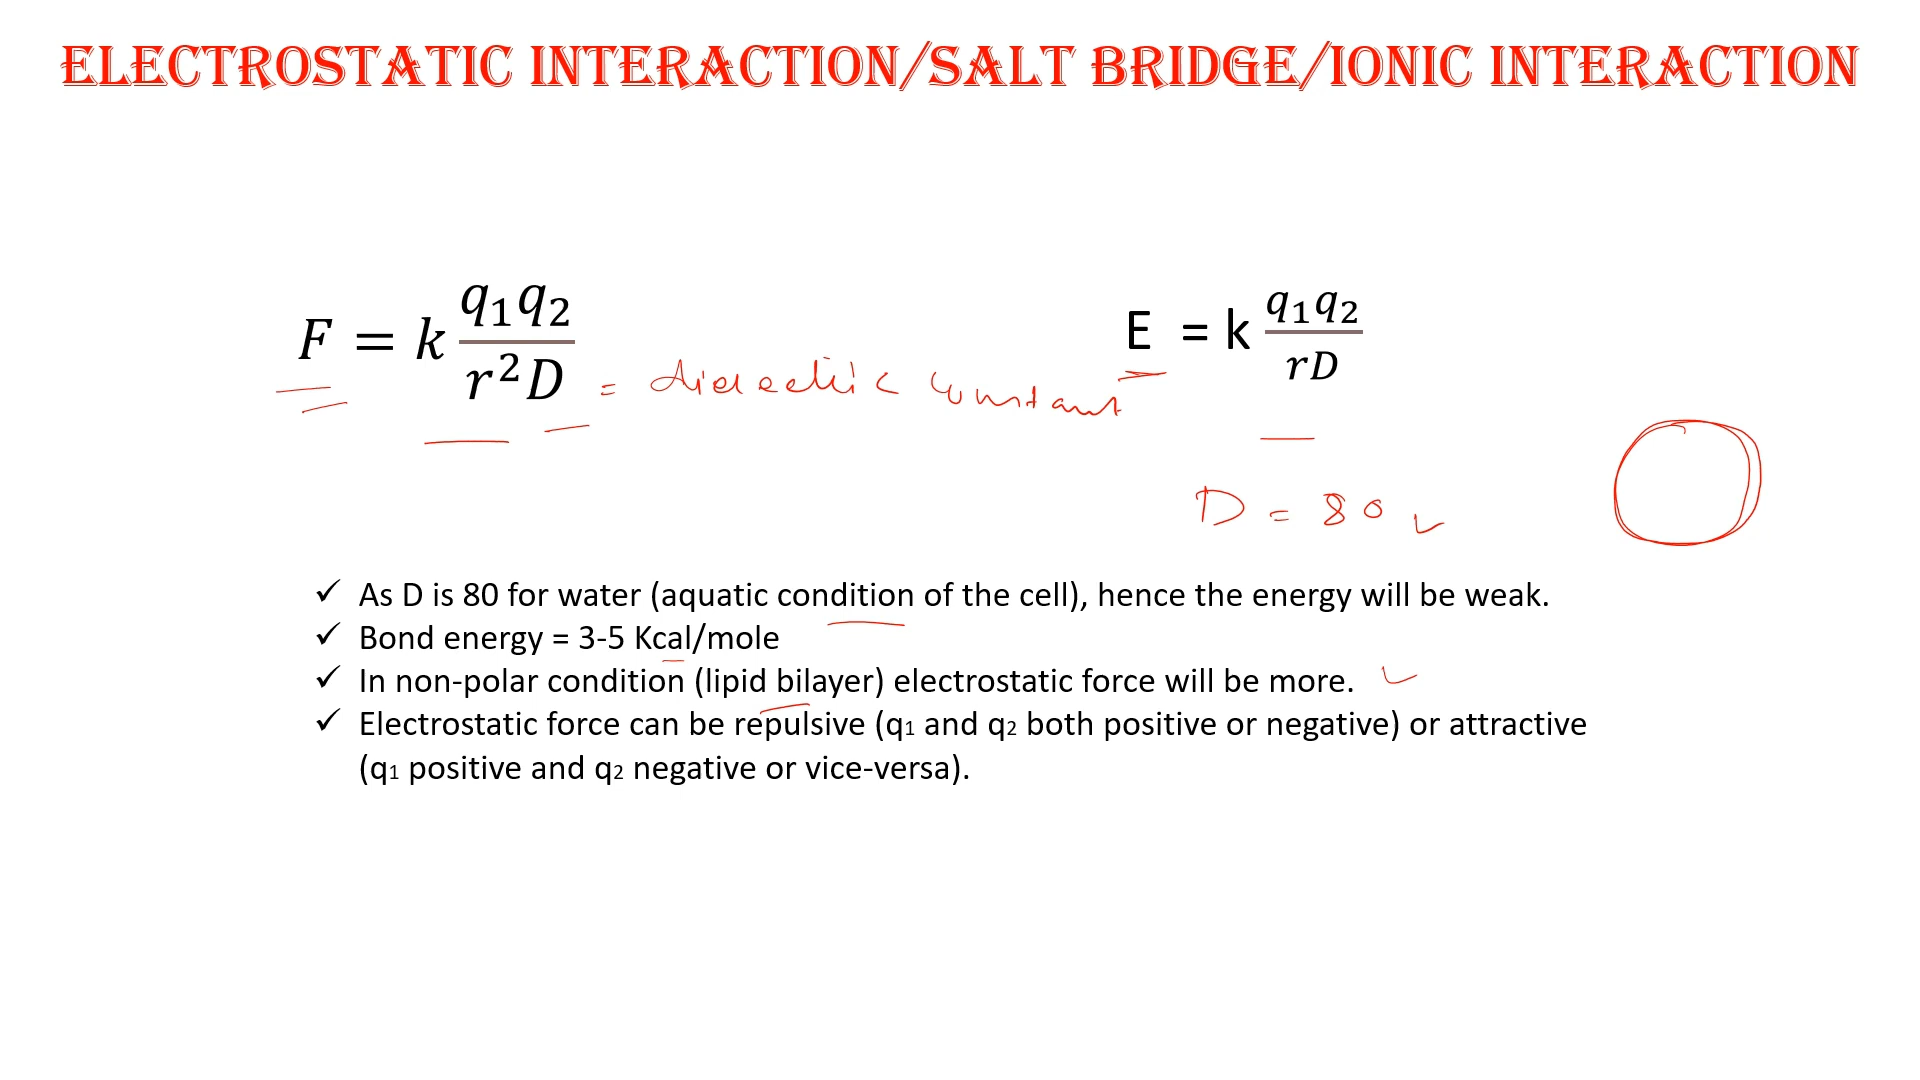 ELECTROSTATIC INTERACTION/SALT BRIDGE/IONIC INTERACTION
F = k q₁q₂ / r²D
= dielectric constant
E = k q₁q₂ / rD
D = 80
✓ As D is 80 for water (aquatic condition of the cell), hence the energy will be weak.
✓ Bond energy = 3-5 Kcal/mole
✓ In non-polar condition (lipid bilayer) electrostatic force will be more.
✓ Electrostatic force can be repulsive (q₁ and q₂ both positive or negative) or attractive
(q₁ positive and q₂ negative or vice-versa).